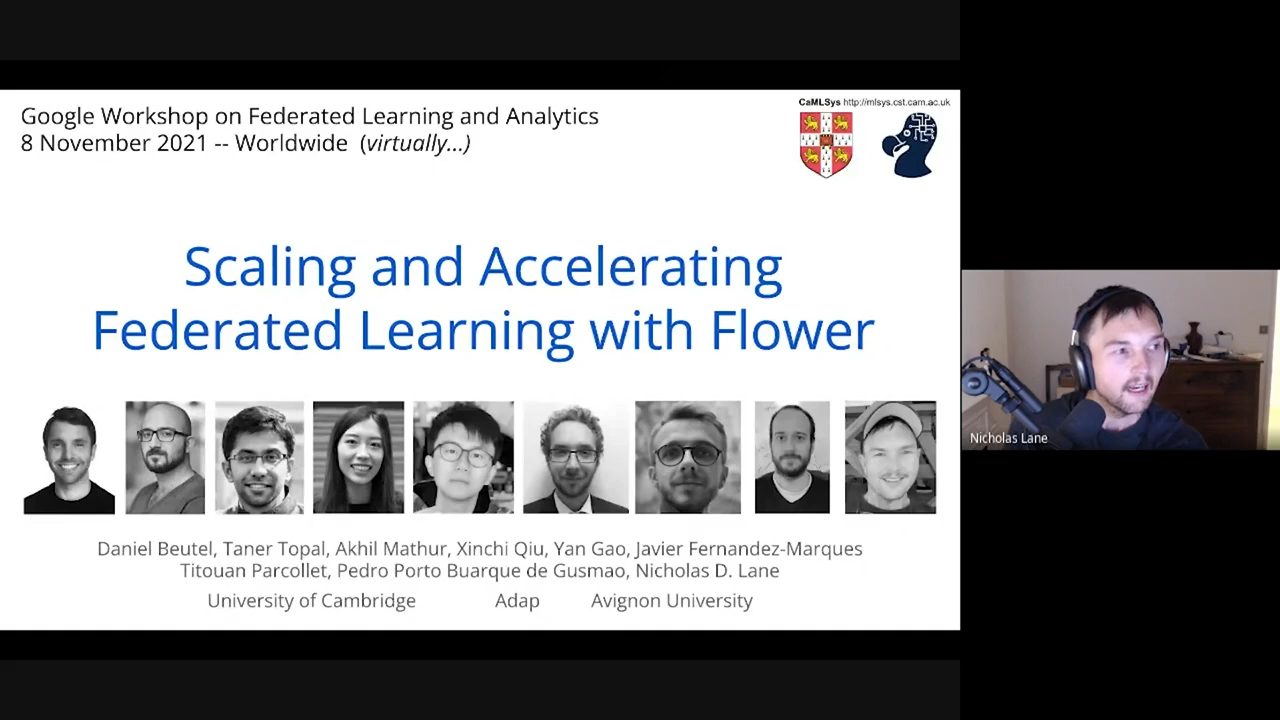 Google Workshop on Federated Learning and Analytics
8 November 2021 -- Worldwide (virtually...)
CaMLSys http://mlsys.cst.cam.ac.uk
Scaling and Accelerating
Federated Learning with Flower
Nicholas Lane
Daniel Beutel, Taner Topal, Akhil Mathur, Xinchi Qiu, Yan Gao, Javier Fernandez-Marques
Titouan Parcollet, Pedro Porto Buarque de Gusmao, Nicholas D. Lane
University of Cambridge Adap Avignon University